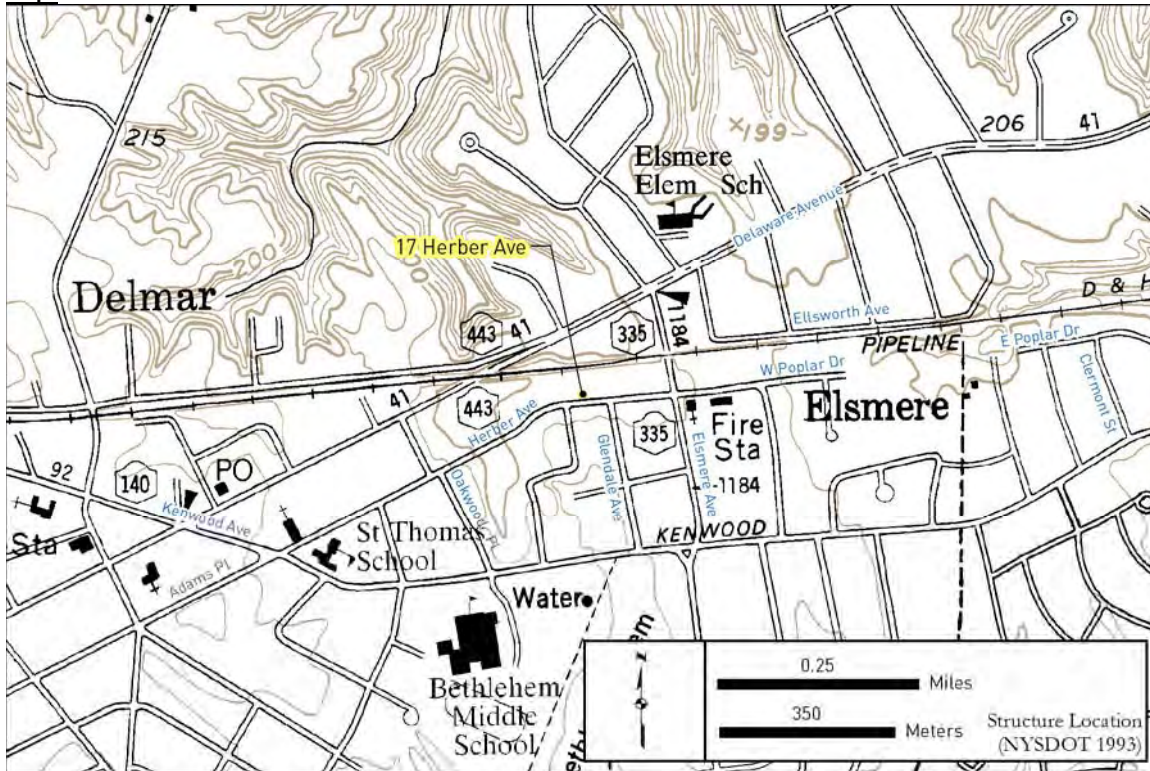 215
x199
206
41
Elsmere
Elem Sch
Delaware Avenue
17 Herber Ave
200
Delmar
D & H
443
41
335
1184
Ellsworth Ave
PIPELINE
E Poplar Dr
W Poplar Dr
Clermont St
41
443
Herber Ave
Elsmere
335
Fire
Sta
Glendale Ave
Elsmere Ave
1184
92
140
PO
Oakwood Pl
Kenwood Ave
KENWOOD
Sta
St Thomas
School
Adams Pl
Water
Bethlehem
Middle
School
0.25
Miles
350
Meters
Structure Location
(NYSDOT 1993)